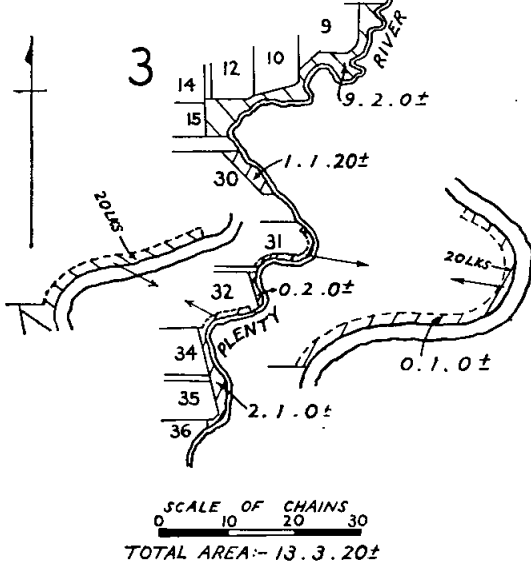 9
3
10
12
RIVER
14
9.2.0±
15
1.1.20±
30
20LKS
31
20LKS
32
0.2.0±
PLENTY
0.1.0±
34
35
2.1.0±
36
SCALE OF CHAINS
0 10 20 30
TOTAL AREA:- 13.3.20±